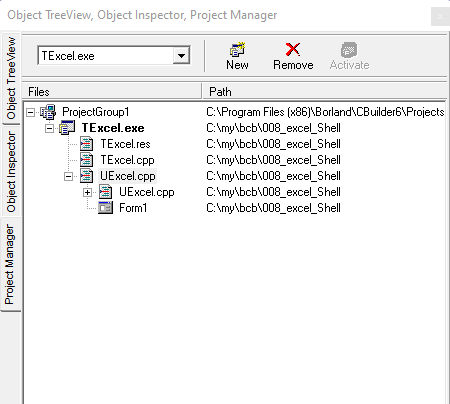 Object TreeView, Object Inspector, Project Manager
TExcel.exe
New
Remove
Activate
Object TreeView
Object Inspector
Project Manager
Files Path
ProjectGroup1 C:\Program Files (x86)\Borland\CBuilder6\Projects
TExcel.exe C:\my\bcb\008_excel_Shell
TExcel.res C:\my\bcb\008_excel_Shell
TExcel.cpp C:\my\bcb\008_excel_Shell
UExcel.cpp C:\my\bcb\008_excel_Shell
UExcel.cpp C:\my\bcb\008_excel_Shell
Form1 C:\my\bcb\008_excel_Shell